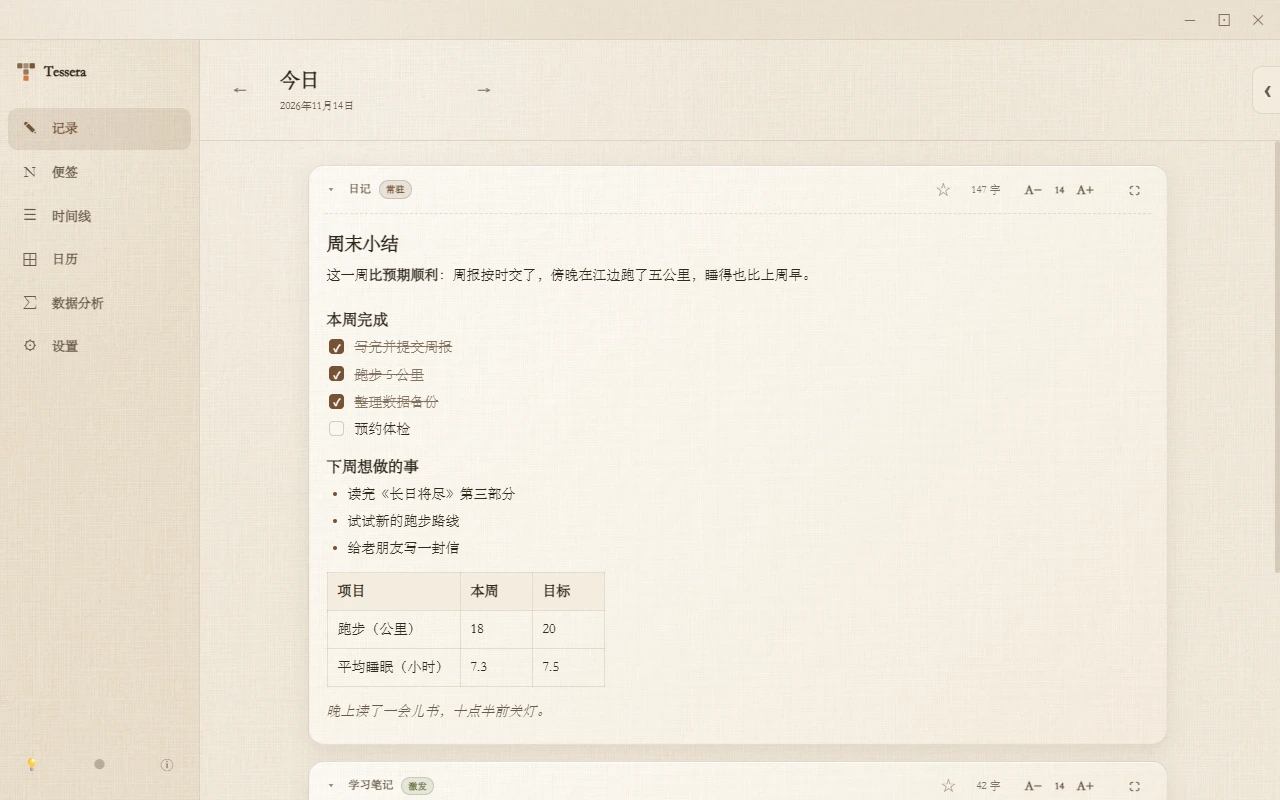 Tessera
记录
N 便签
时间线
日历
数据分析
设置
今日
2026年11月14日
日记 常驻
147 字 A− 14 A+
周末小结
这一周比预期顺利：周报按时交了，傍晚在江边跑了五公里，睡得也比上周早。
本周完成
写完并提交周报
跑步 5 公里
整理数据备份
预约体检
下周想做的事
读完《长日将尽》第三部分
试试新的跑步路线
给老朋友写一封信
项目 本周 目标
跑步（公里） 18 20
平均睡眠（小时） 7.3 7.5
晚上读了一会儿书，十点半前关灯。
学习笔记 激发
42 字 A− 14 A+